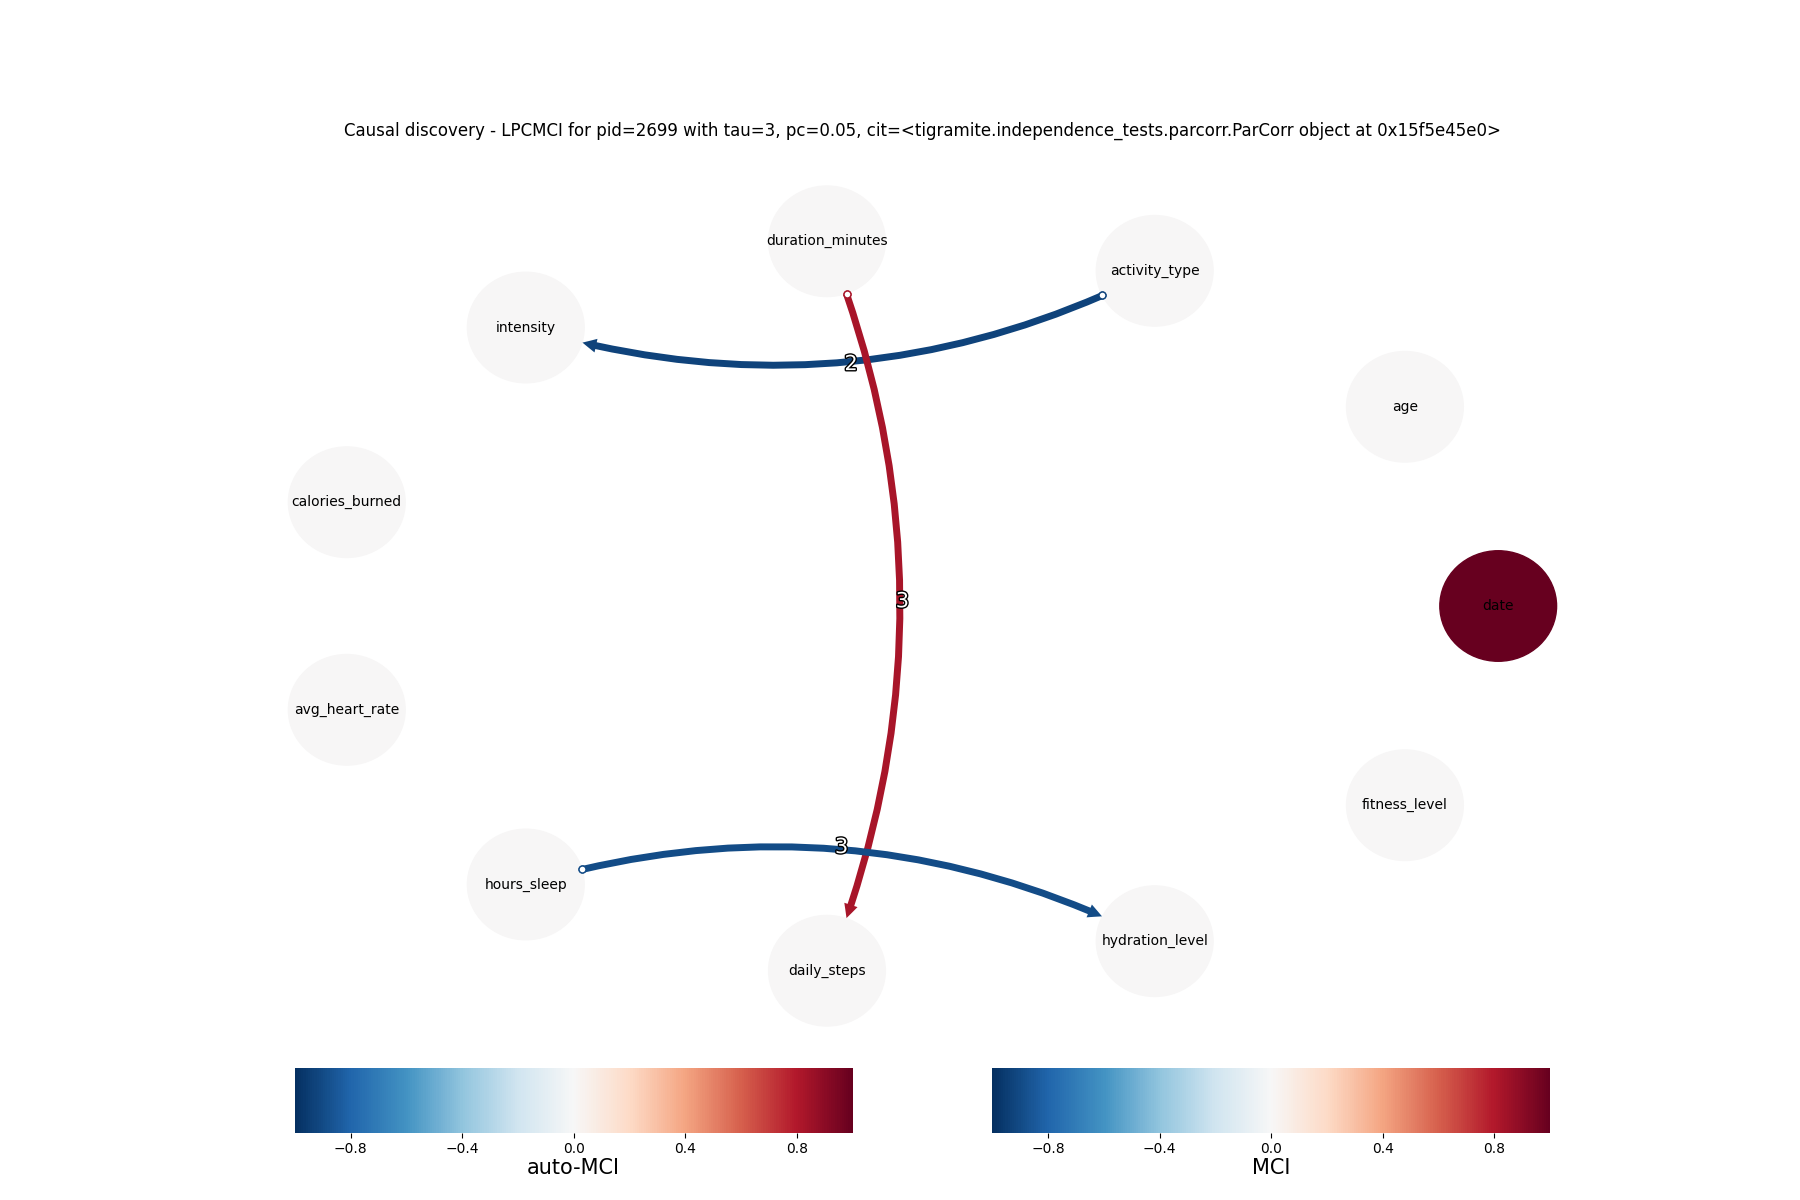 Causal discovery - LPCMCI for pid=2699 with tau=3, pc=0.05, cit=<tigramite.independence_tests.parcorr.ParCorr object at 0x15f5e45e0>
duration_minutes
activity_type
intensity
2
age
calories_burned
3
date
avg_heart_rate
fitness_level
3
hours_sleep
hydration_level
daily_steps
−0.8 −0.4 0.0 0.4 0.8
auto-MCI
−0.8 −0.4 0.0 0.4 0.8
MCI